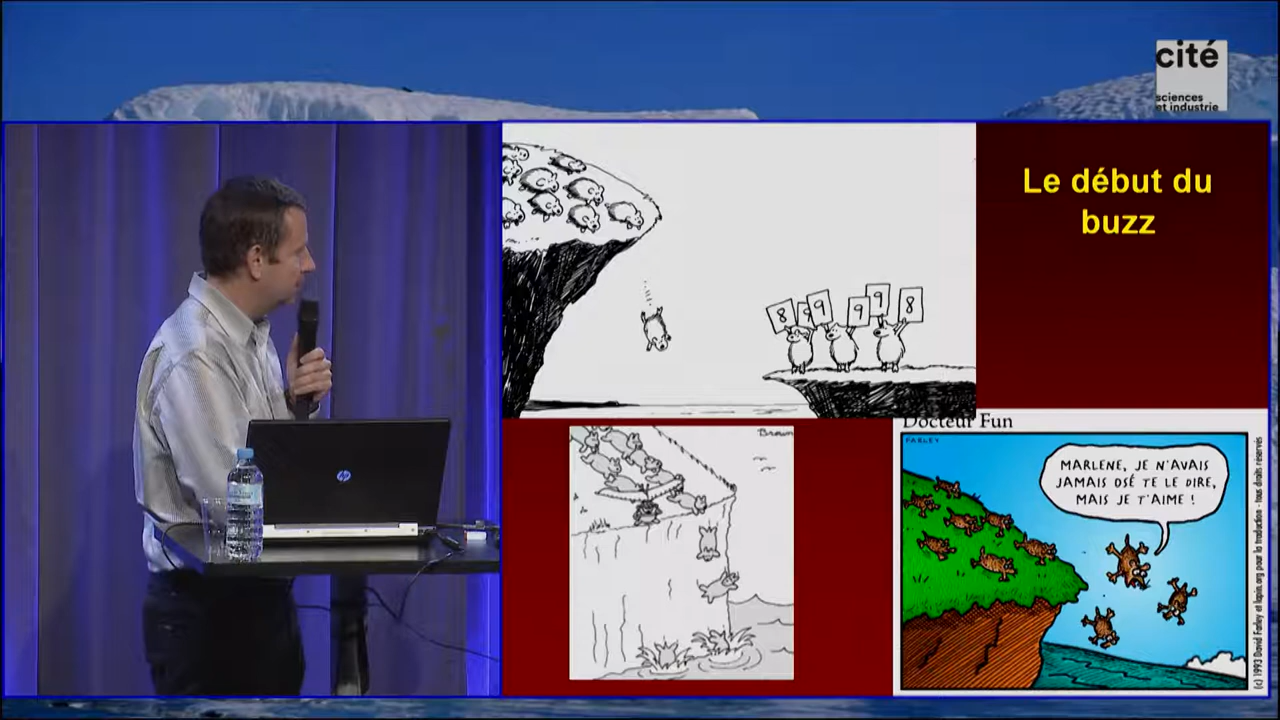 cité
sciences
et industrie
Le début du
buzz
8 9 9 9 9 8
Brown
Docteur Fun
FARLEY
MARLENE, JE N'AVAIS
JAMAIS OSÉ TE LE DIRE,
MAIS JE T'AIME !
(c) 1993 David Farley et lapin.org pour la traduction - tous droits réservés
hp